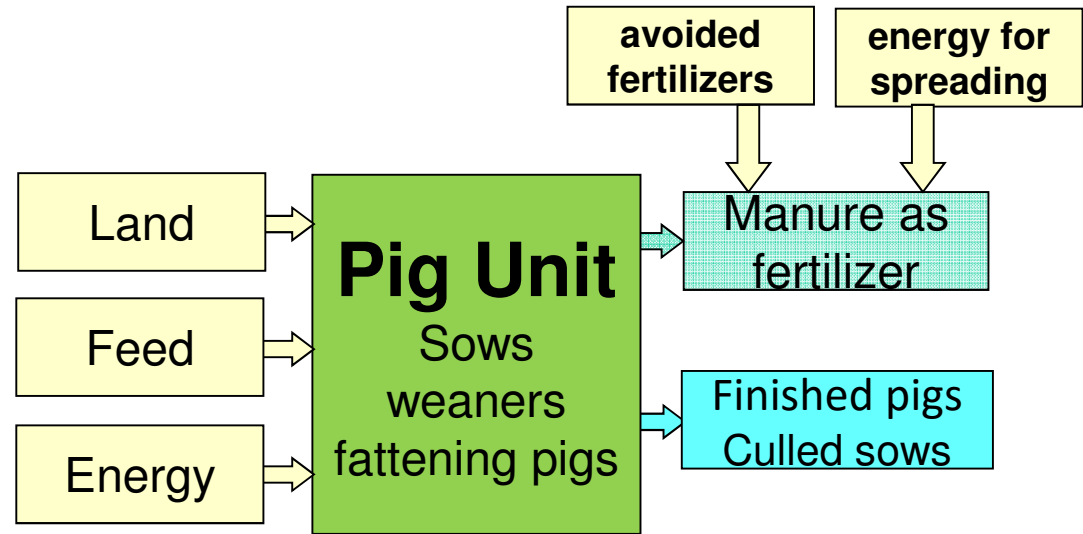 avoided
fertilizers
energy for
spreading
Land
Feed
Energy
Pig Unit
Sows
weaners
fattening pigs
Manure as
fertilizer
Finished pigs
Culled sows